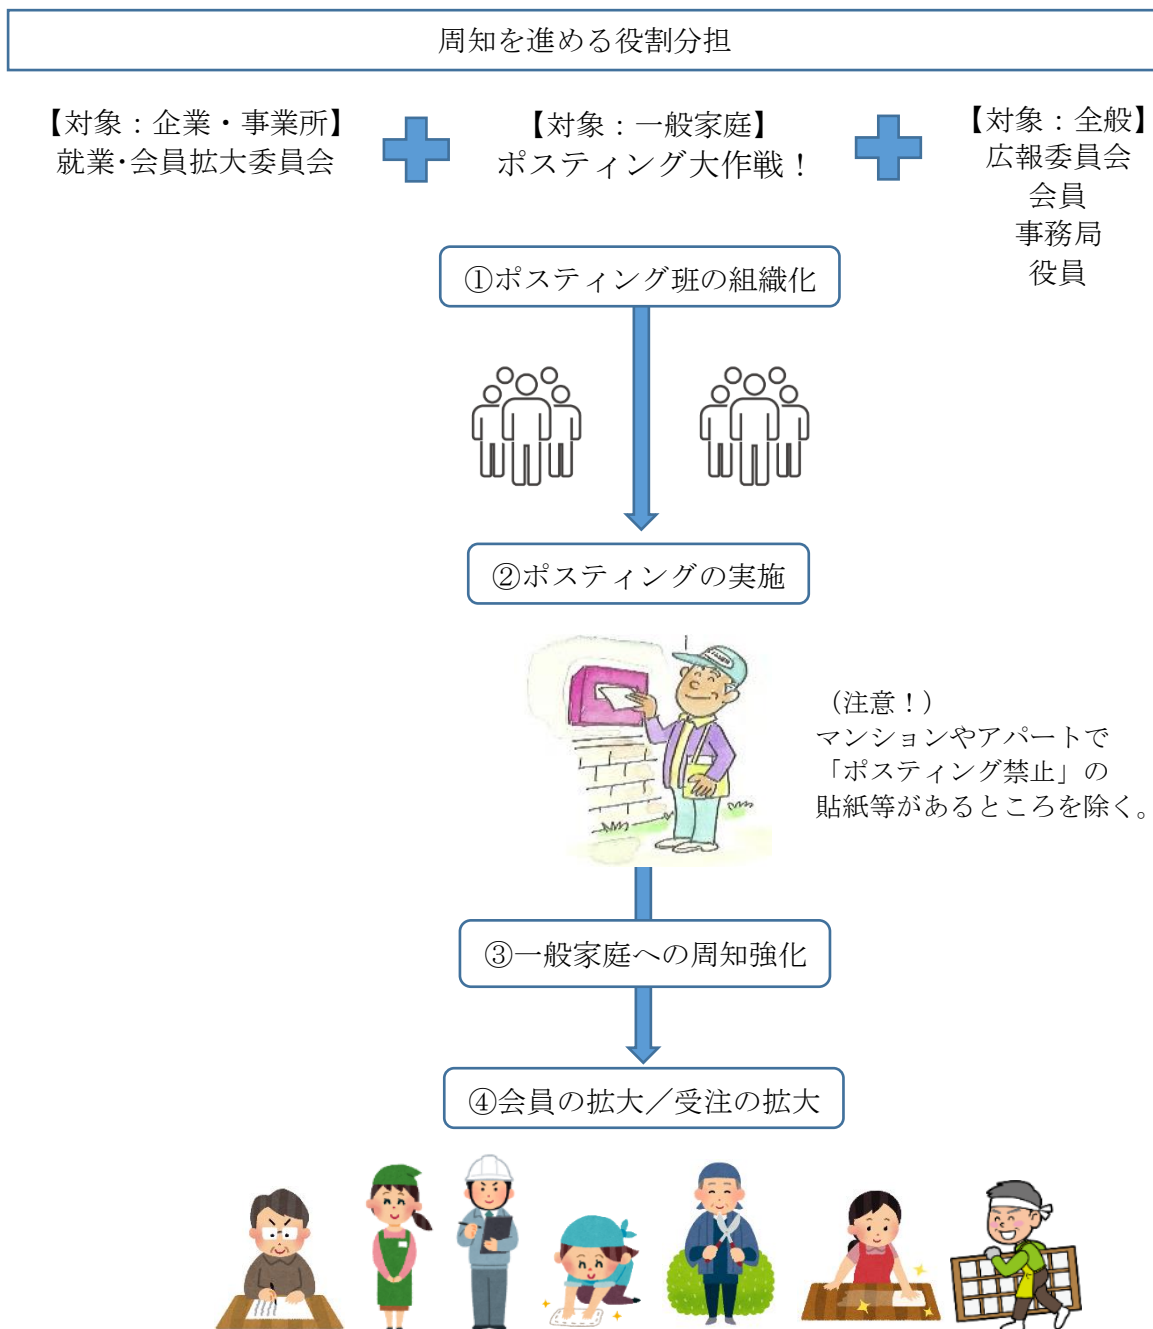 周知を進める役割分担
【対象：企業・事業所】
就業･会員拡大委員会
【対象：一般家庭】
ポスティング大作戦！
【対象：全般】
広報委員会
会員
事務局
役員
①ポスティング班の組織化
②ポスティングの実施
（注意！）
マンションやアパートで
「ポスティング禁止」の
貼紙等があるところを除く。
③一般家庭への周知強化
④会員の拡大／受注の拡大